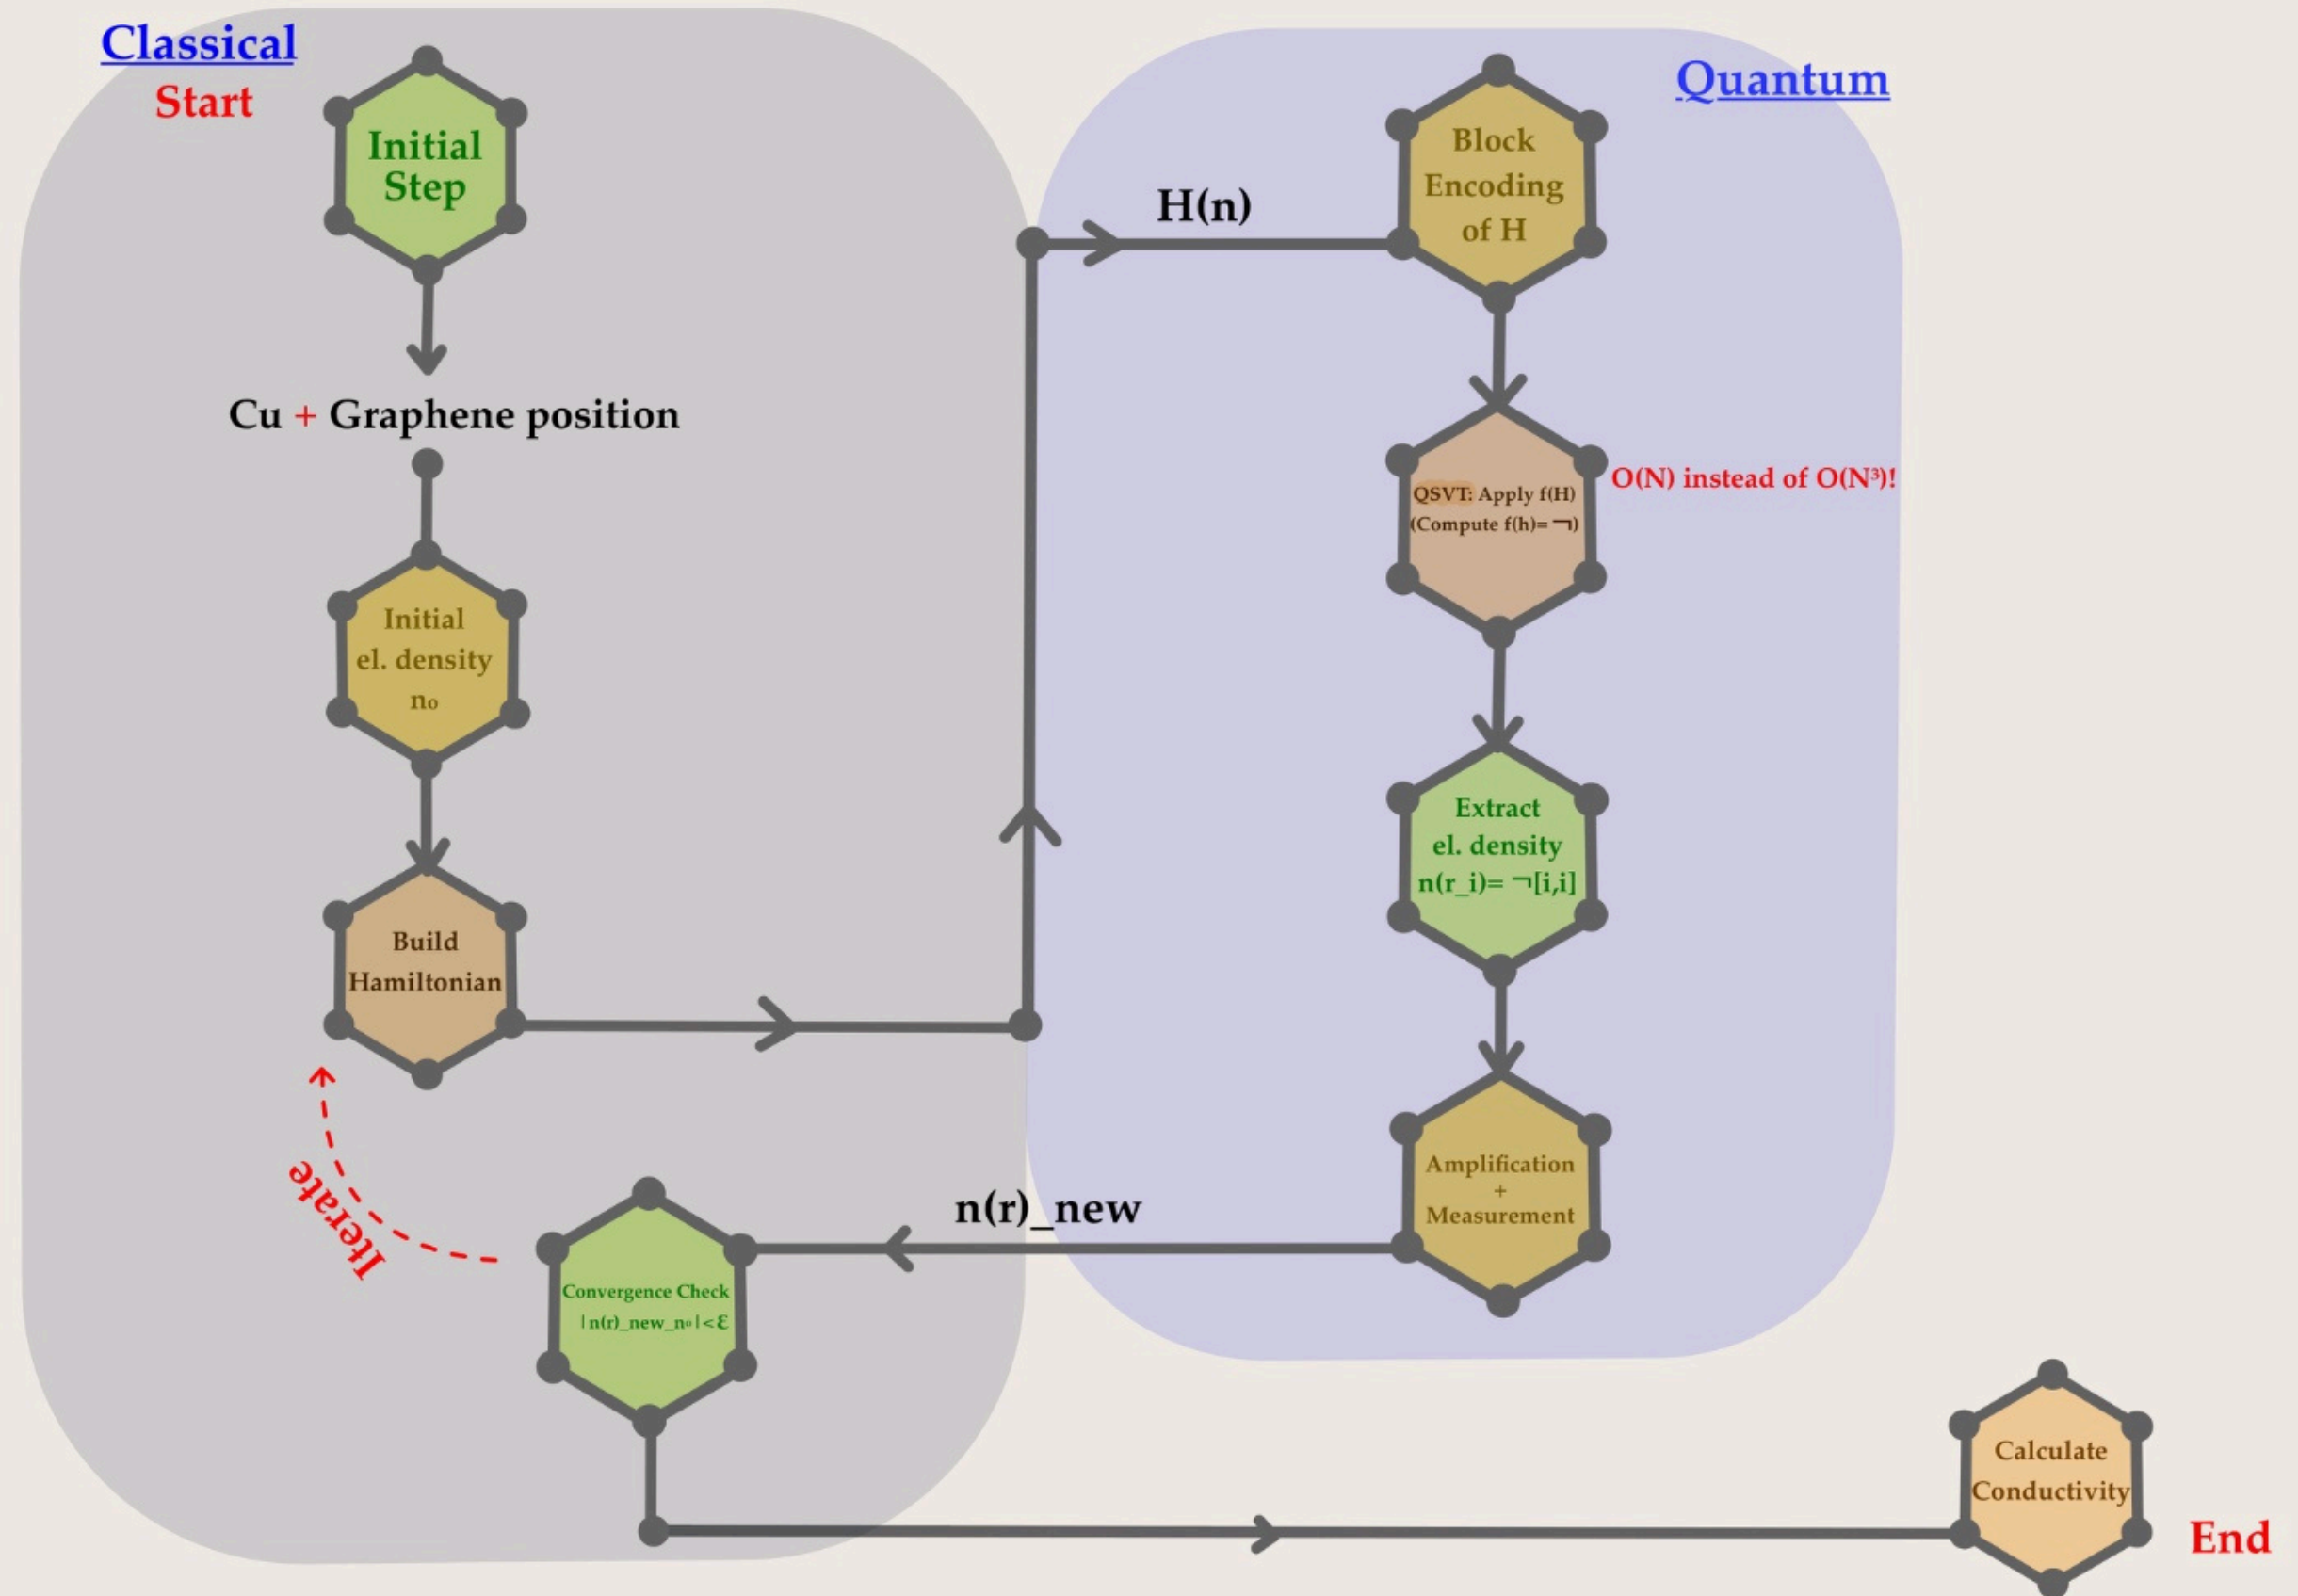 Classical
Start
Initial
Step
Cu + Graphene position
Initial
el. density
n₀
Build
Hamiltonian
Iterate
H(n)
Quantum
Block
Encoding
of H
QSVT: Apply f(H)
(Compute f(h)= ¬)
O(N) instead of O(N³)!
Extract
el. density
n(r_i)= ¬[i,i]
Amplification
+
Measurement
n(r)_new
Convergence Check
|n(r)_new_n₀|<ε
Calculate
Conductivity
End